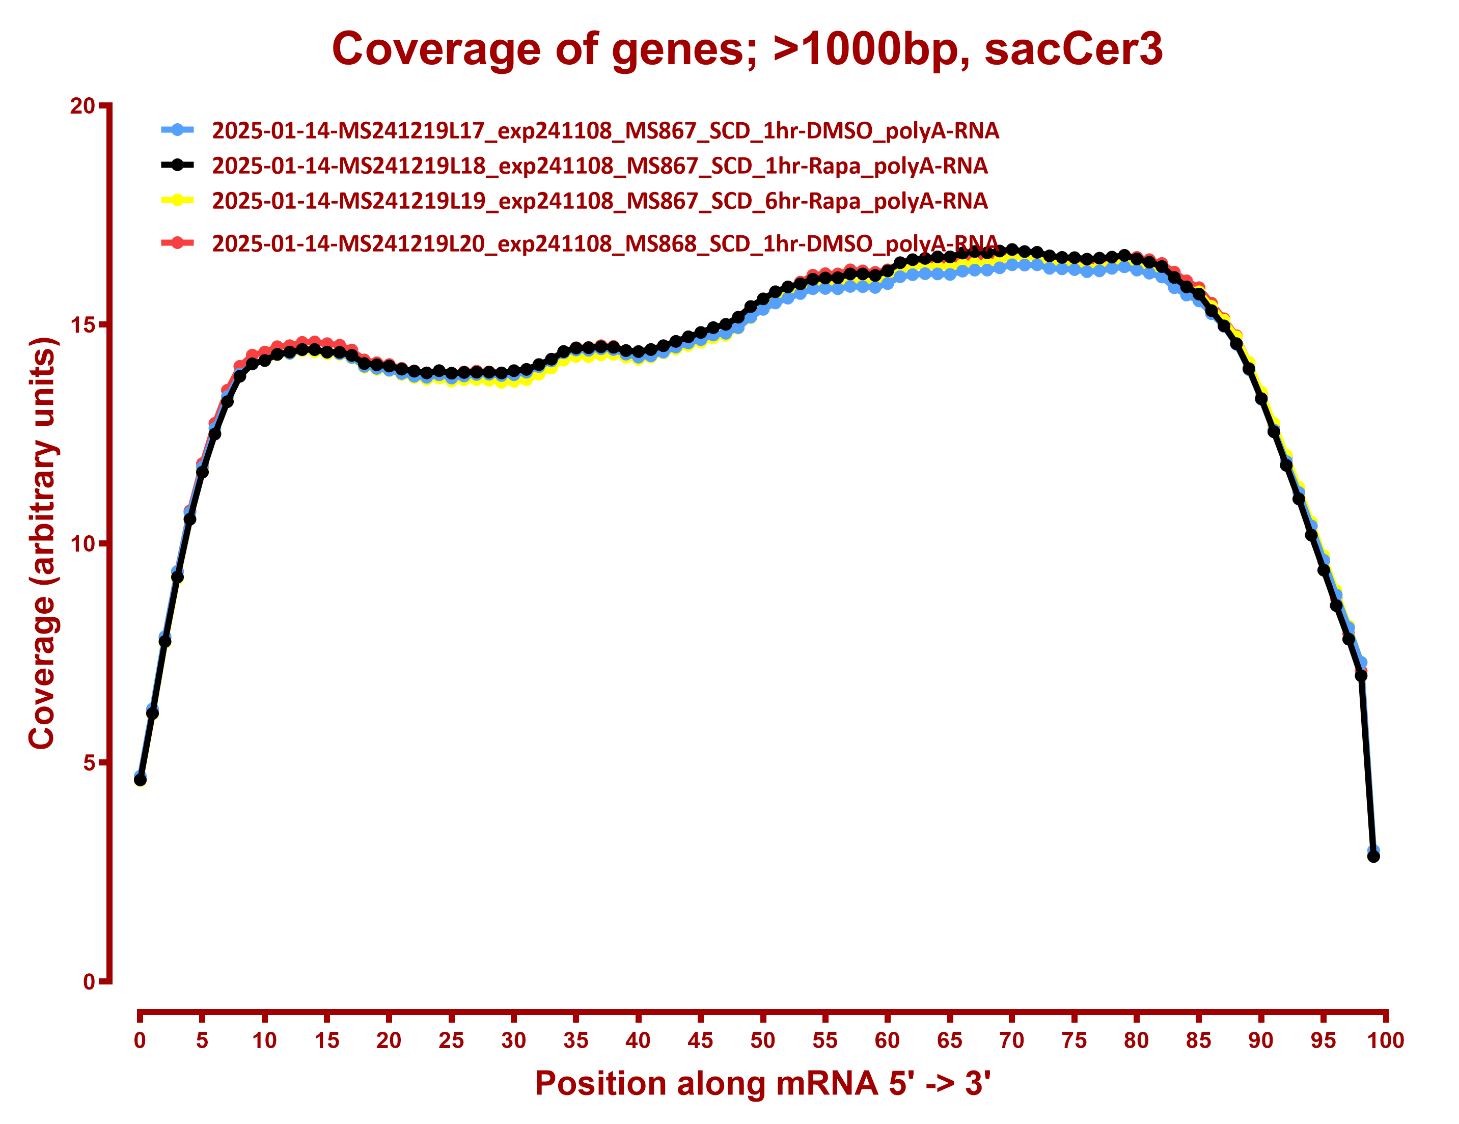 Coverage of genes; >1000bp, sacCer3
20
2025-01-14-MS241219L17_exp241108_MS867_SCD_1hr-DMSO_polyA-RNA
2025-01-14-MS241219L18_exp241108_MS867_SCD_1hr-Rapa_polyA-RNA
2025-01-14-MS241219L19_exp241108_MS867_SCD_6hr-Rapa_polyA-RNA
2025-01-14-MS241219L20_exp241108_MS868_SCD_1hr-DMSO_polyA-RNA
15
10
5
0
Coverage (arbitrary units)
0 5 10 15 20 25 30 35 40 45 50 55 60 65 70 75 80 85 90 95 100
Position along mRNA 5' -> 3'